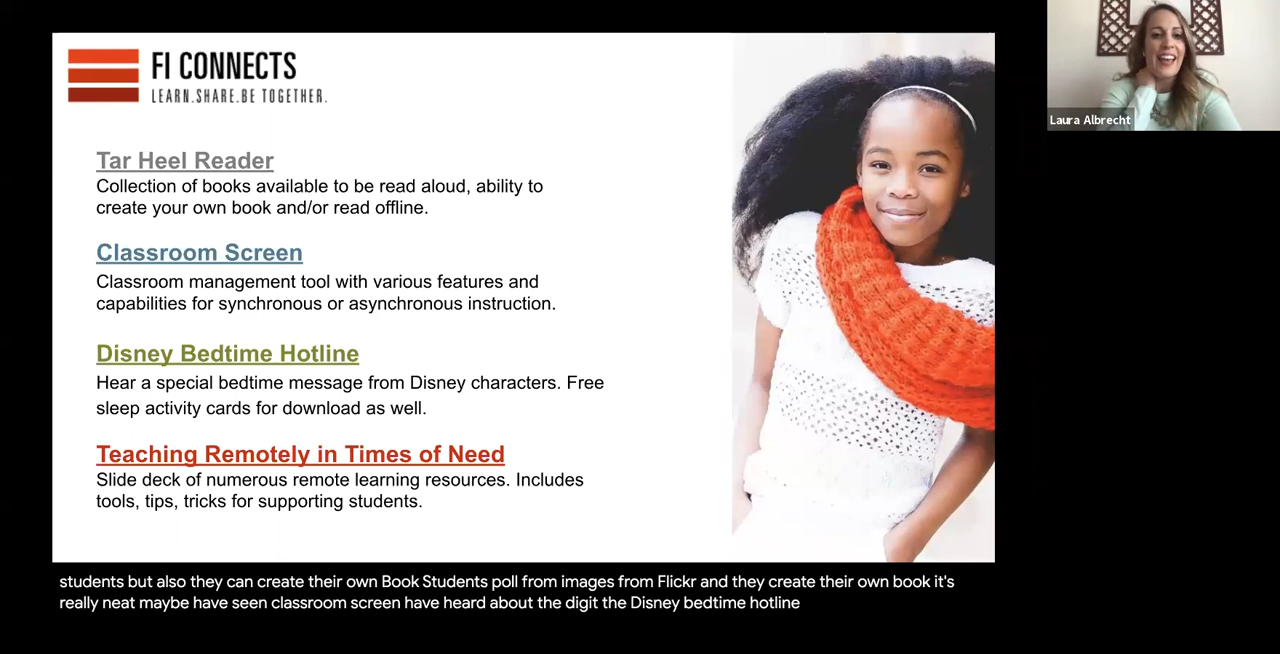 FI CONNECTS
LEARN.SHARE.BE TOGETHER.
Laura Albrecht
Tar Heel Reader
Collection of books available to be read aloud, ability to
create your own book and/or read offline.
Classroom Screen
Classroom management tool with various features and
capabilities for synchronous or asynchronous instruction.
Disney Bedtime Hotline
Hear a special bedtime message from Disney characters. Free
sleep activity cards for download as well.
Teaching Remotely in Times of Need
Slide deck of numerous remote learning resources. Includes
tools, tips, tricks for supporting students.
students but also they can create their own Book Students poll from images from Flickr and they create their own book it's
really neat maybe have seen classroom screen have heard about the digit the Disney bedtime hotline